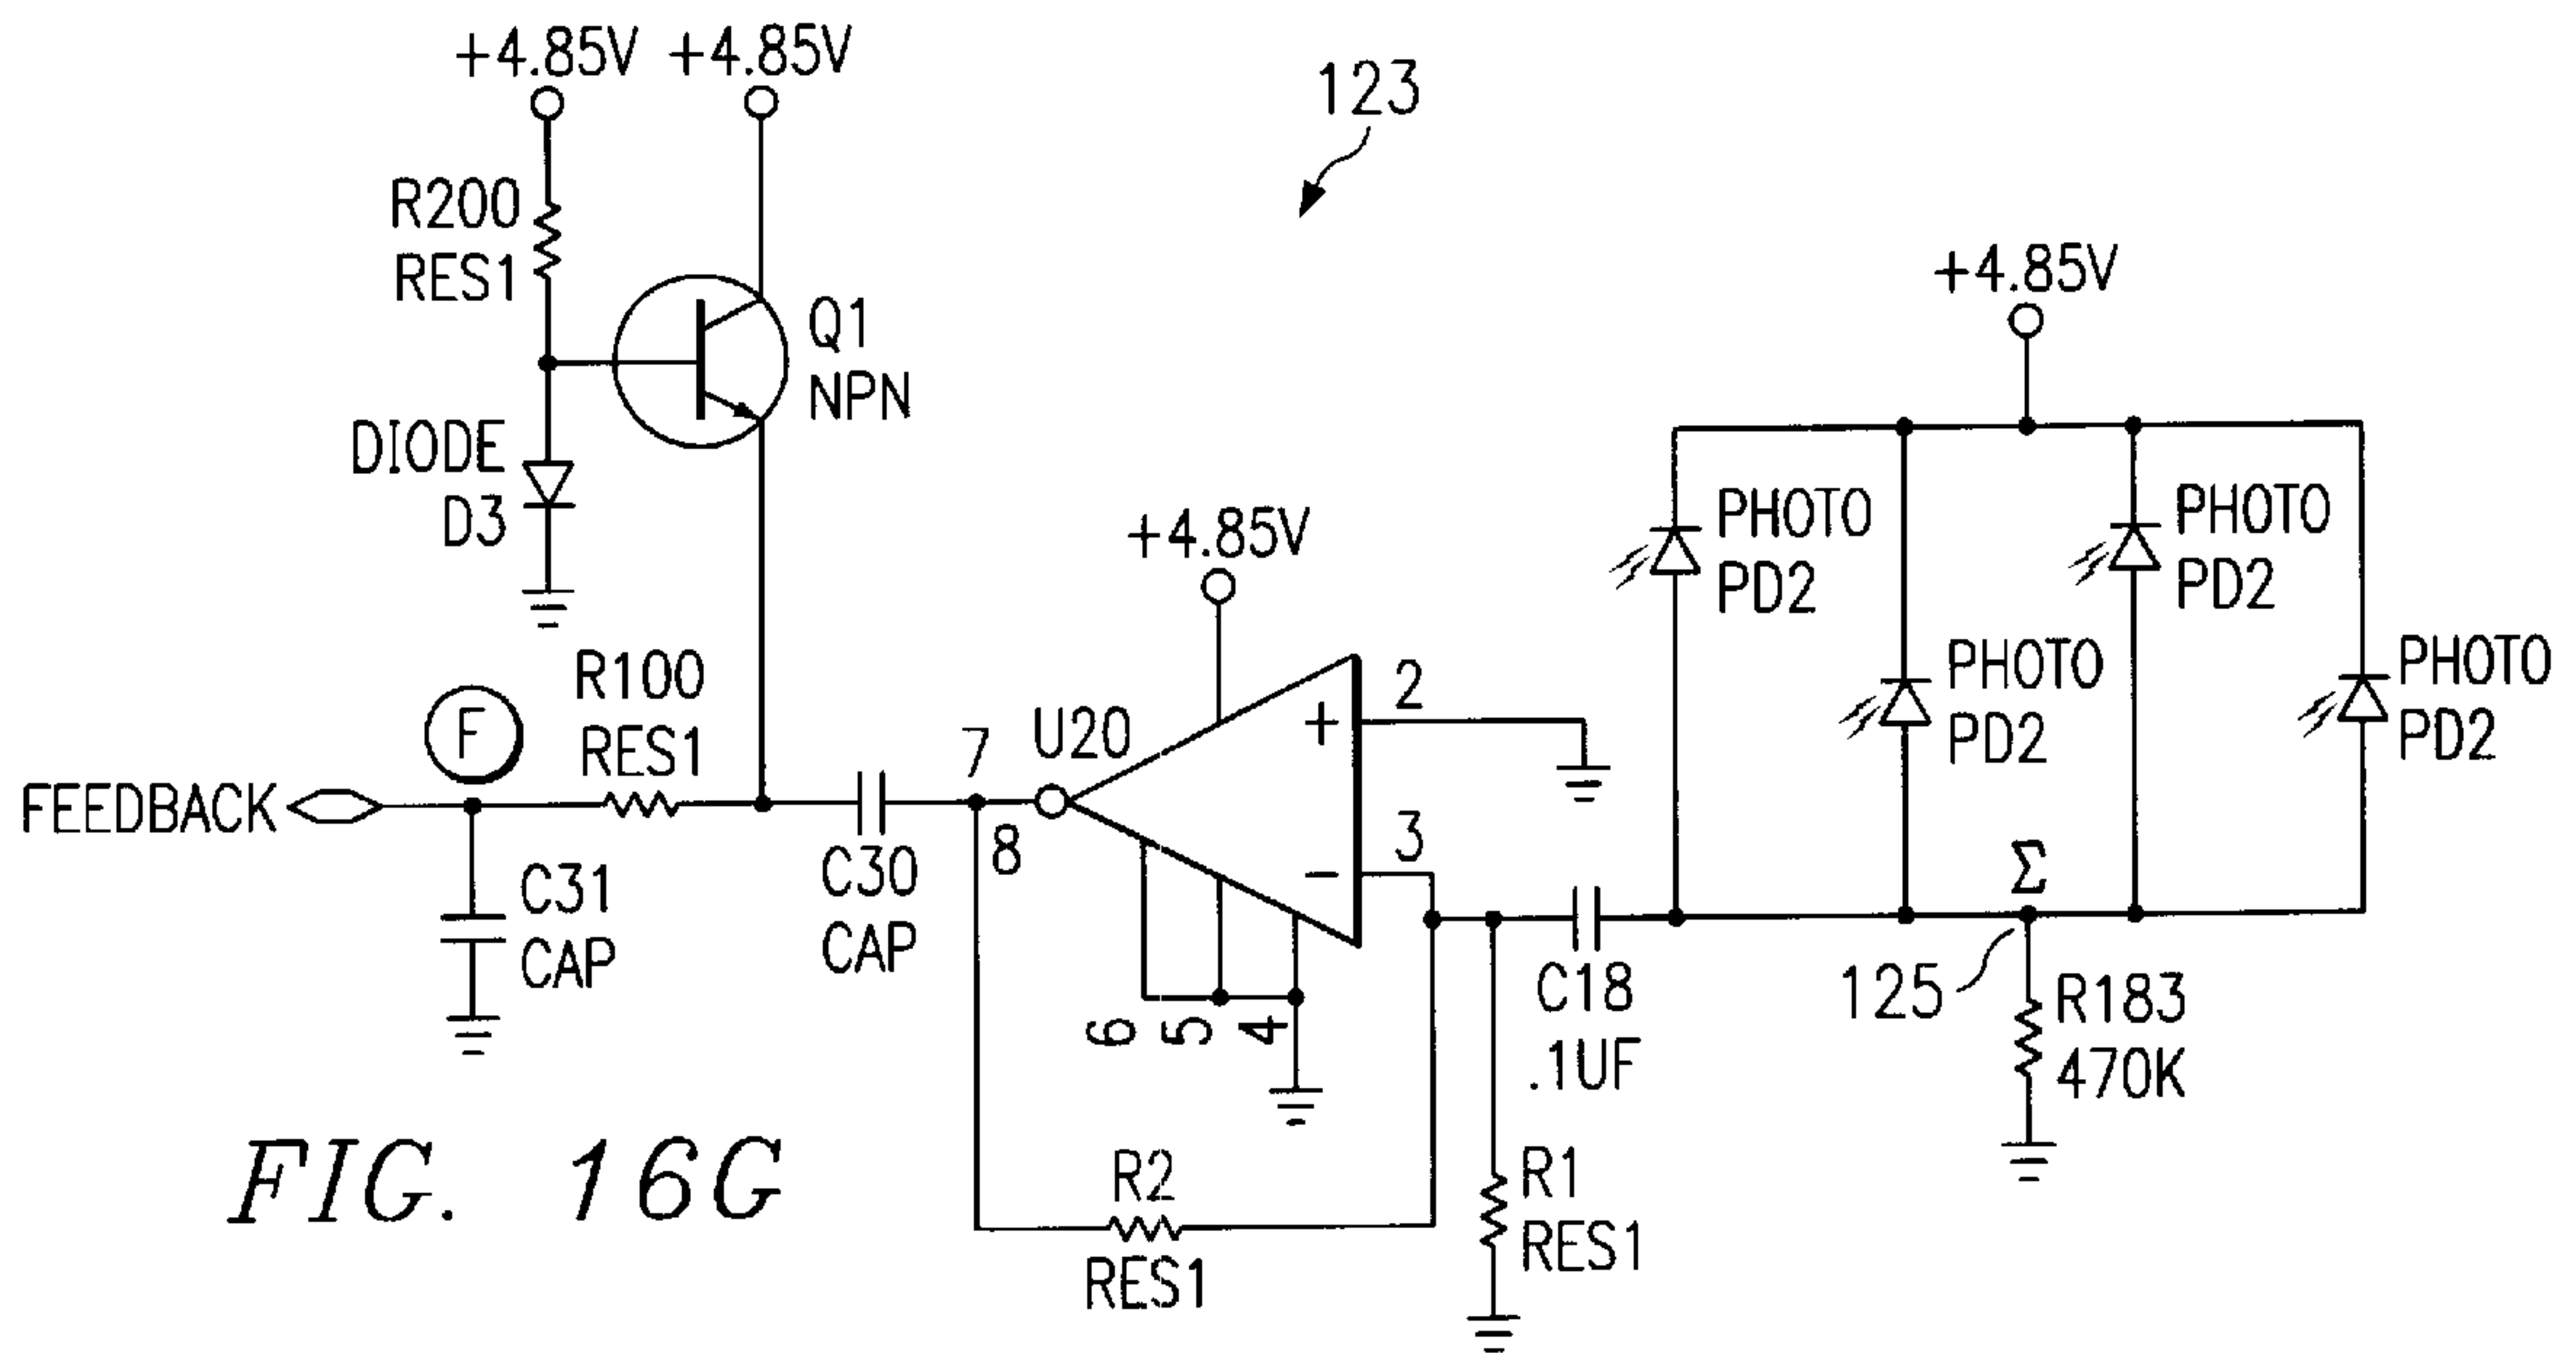 +4.85V +4.85V
123
R200
RES1
+4.85V
Q1
NPN
DIODE
D3
PHOTO
PD2
PHOTO
PD2
+4.85V
PHOTO
PD2
PHOTO
PD2
R100
RES1
F
FEEDBACK
7
U20
+
2
8
-
3
C31
CAP
C30
CAP
Σ
125
R183
470K
C18
.1UF
6
5
4
R2
RES1
R1
RES1
FIG. 16G